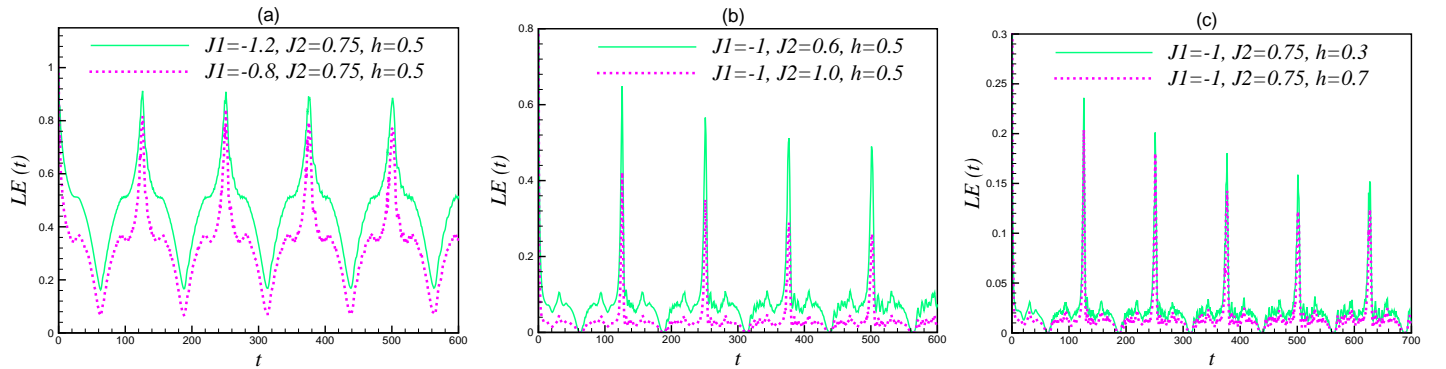 (a)
J1=-1.2, J2=0.75, h=0.5
J1=-0.8, J2=0.75, h=0.5
LE (t)
1
0.8
0.6
0.4
0.2
0
0 100 200 300 400 500 600
t
(b)
J1=-1, J2=0.6, h=0.5
J1=-1, J2=1.0, h=0.5
LE (t)
0.8
0.6
0.4
0.2
0
0 100 200 300 400 500 600
t
(c)
J1=-1, J2=0.75, h=0.3
J1=-1, J2=0.75, h=0.7
LE (t)
0.3
0.25
0.2
0.15
0.1
0.05
0
0 100 200 300 400 500 600 700
t